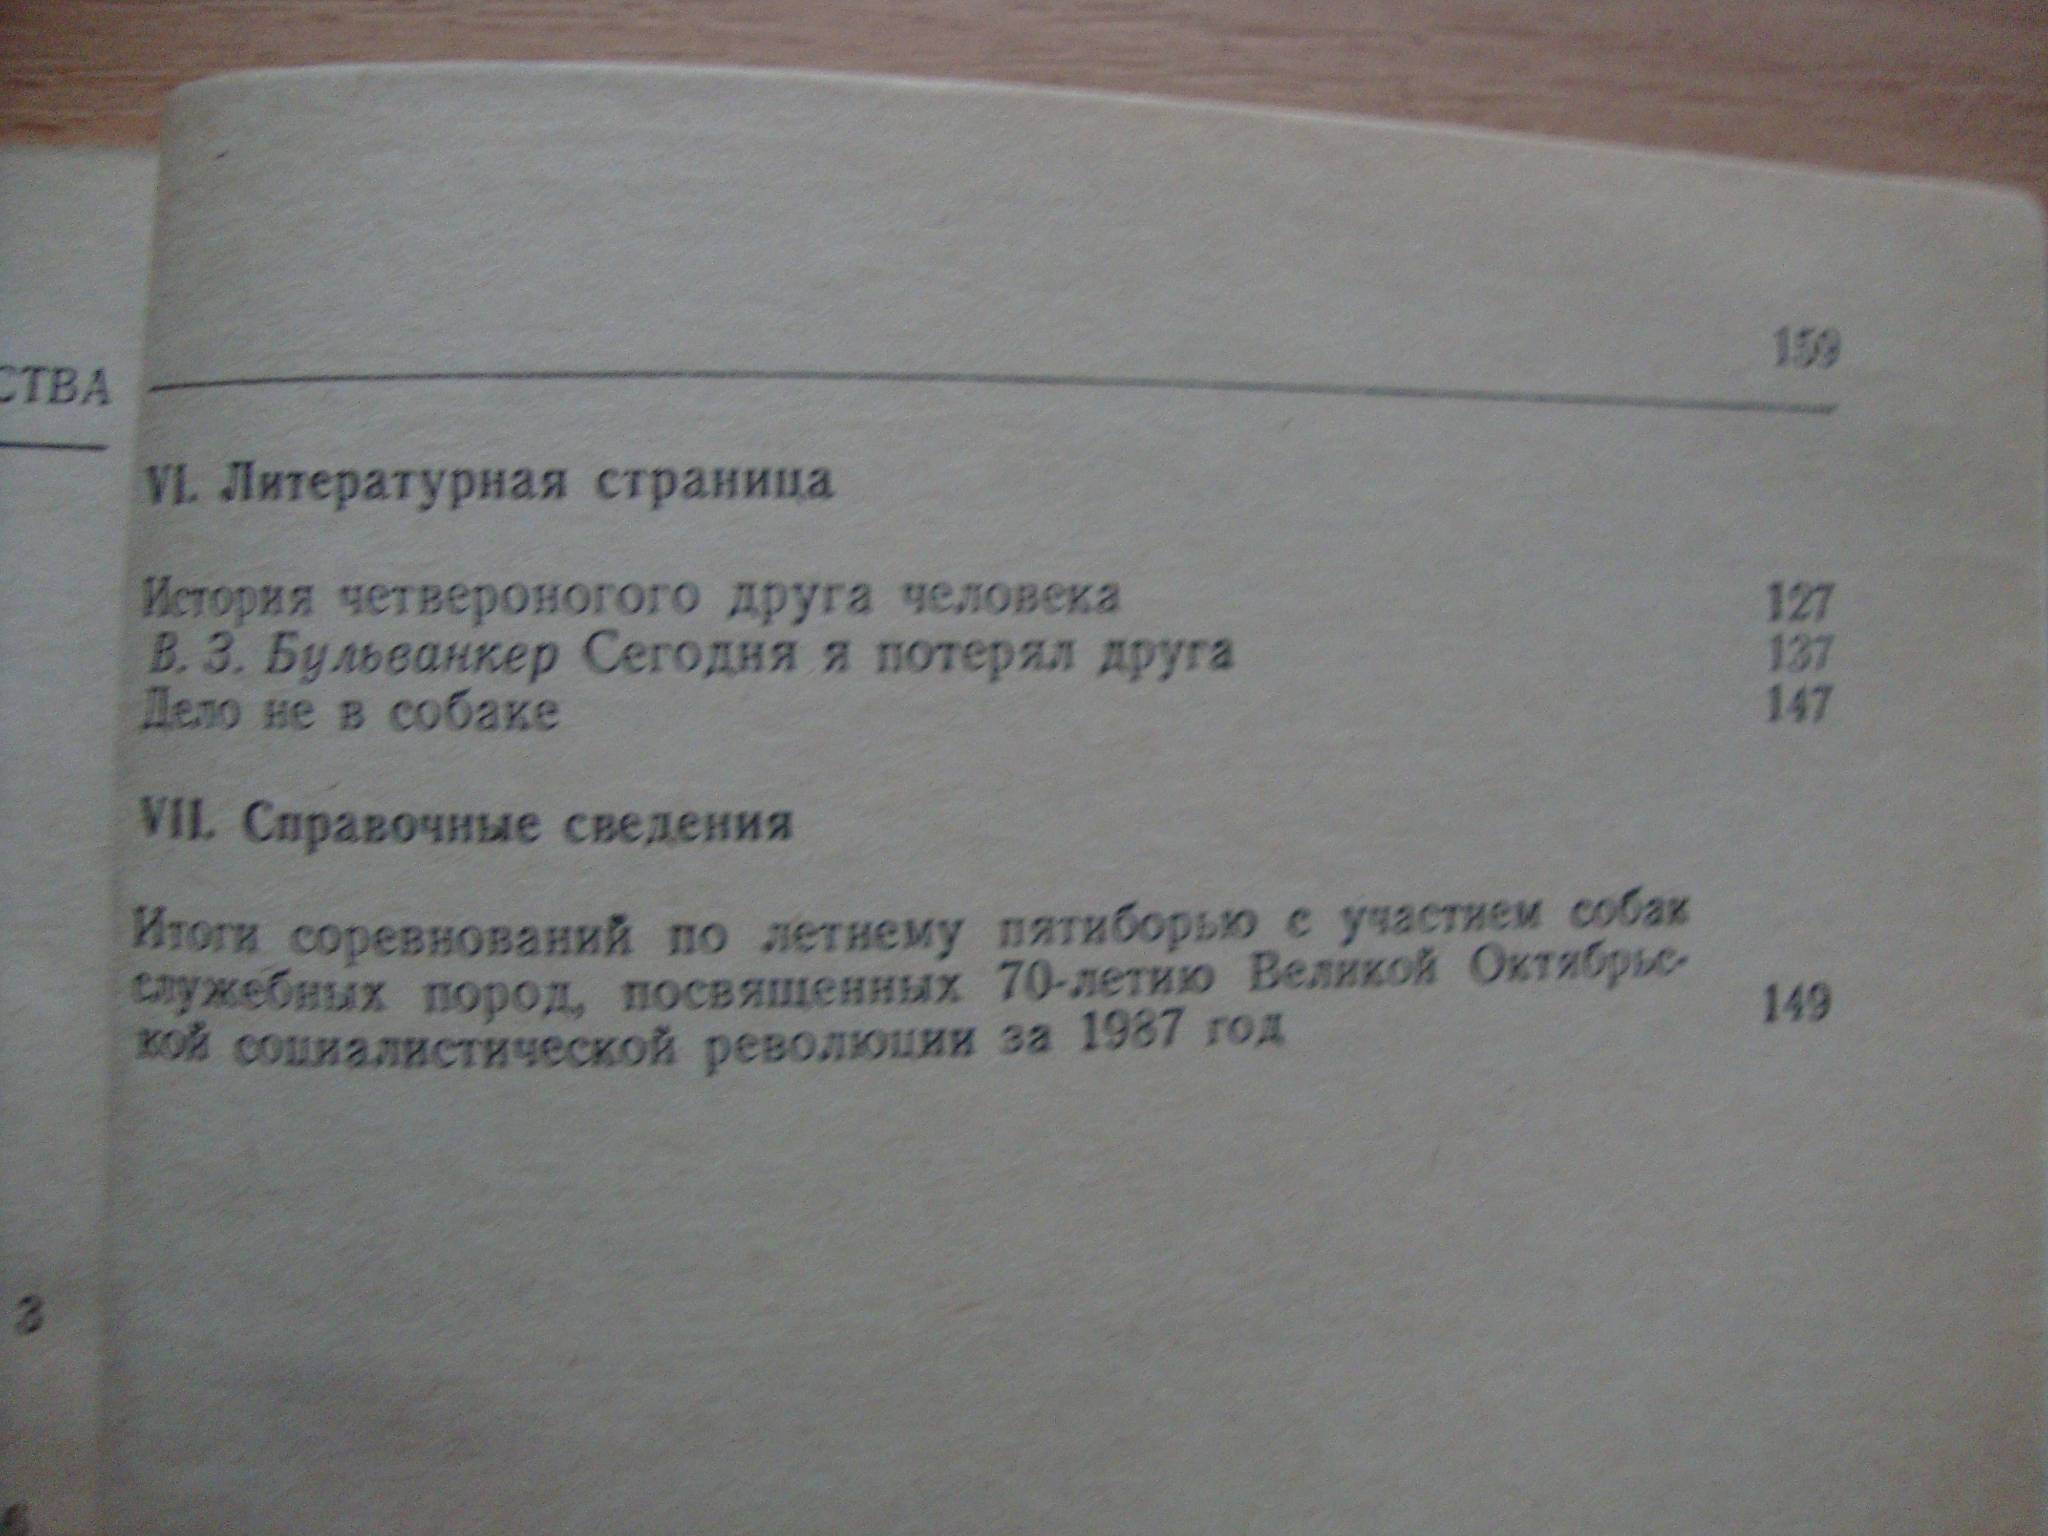 СТВА
159
VI. Литературная страница
История четвероногого друга человека 127
В. З. Бульванкер Сегодня я потерял друга 137
Дело не в собаке 147
VII. Справочные сведения
Итоги соревнований по летнему пятиборью с участием собак
служебных пород, посвященных 70-летию Великой Октябрьс-
кой социалистической революции за 1987 год 149
3